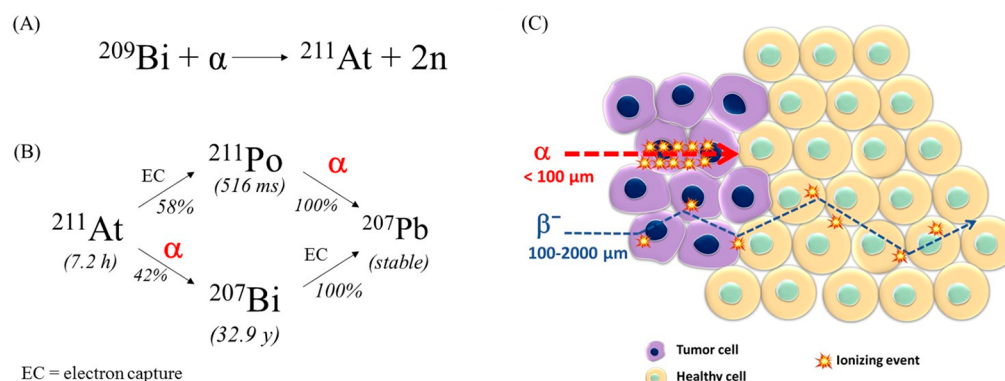 (A)
²⁰⁹Bi + α ⟶ ²¹¹At + 2n
(B)
²¹¹Po
(516 ms)
EC
58%
α
100%
²¹¹At
(7.2 h)
²⁰⁷Pb
(stable)
α
42%
EC
100%
²⁰⁷Bi
(32.9 y)
EC = electron capture
(C)
α
< 100 µm
β⁻
100-2000 µm
Tumor cell
Healthy cell
Ionizing event